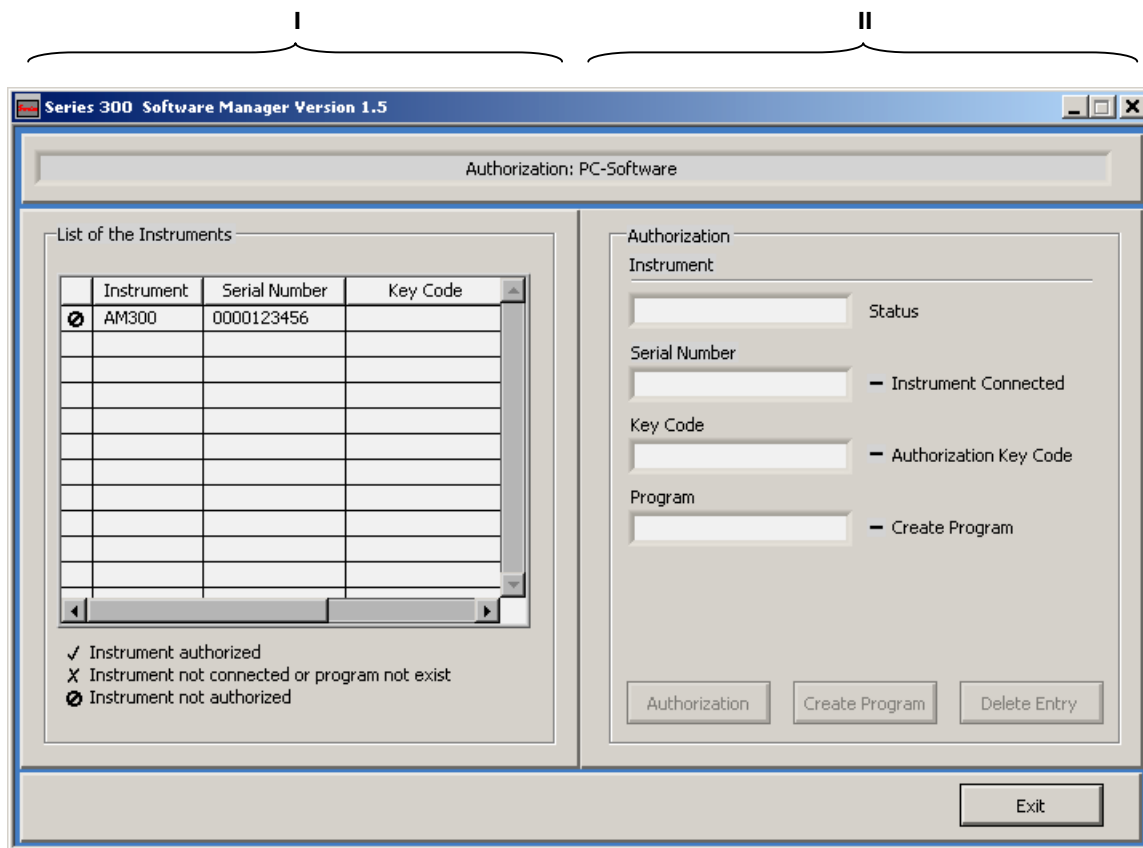 I
II
Series 300 Software Manager Version 1.5
Authorization: PC-Software
List of the Instruments
Instrument Serial Number Key Code
AM300 0000123456
Instrument authorized
Instrument not connected or program not exist
Instrument not authorized
Authorization
Instrument
Status
Serial Number
Instrument Connected
Key Code
Authorization Key Code
Program
Create Program
Authorization
Create Program
Delete Entry
Exit